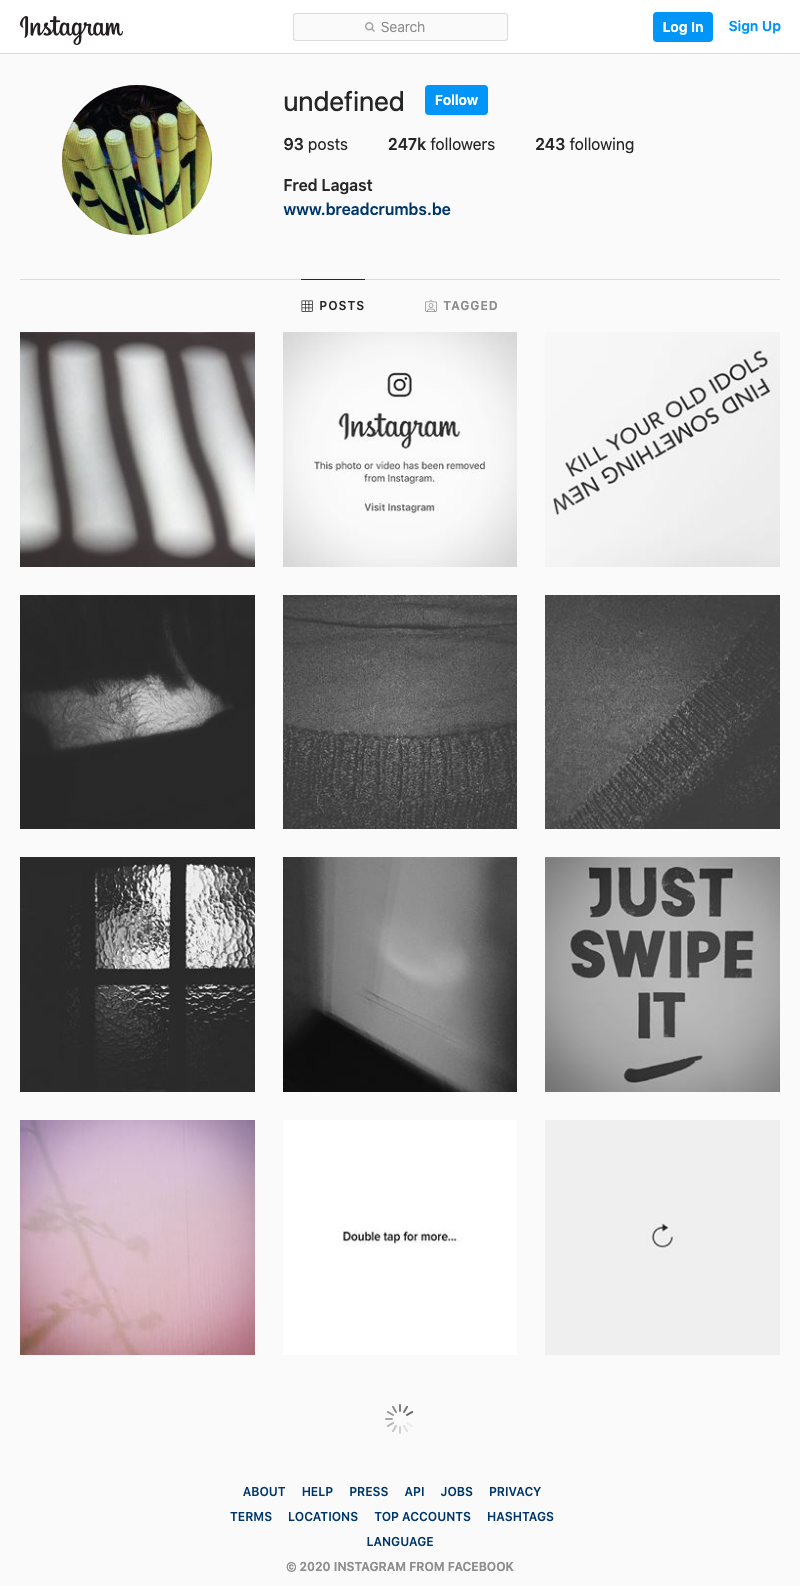 Instagram
Search
Log In
Sign Up
undefined
Follow
93 posts
247k followers
243 following
Fred Lagast
www.breadcrumbs.be
POSTS
TAGGED
Instagram
This photo or video has been removed
from Instagram.
Visit Instagram
KILL YOUR OLD IDOLS
FIND SOMETHING NEW
JUST
SWIPE
IT
Double tap for more...
ABOUT HELP PRESS API JOBS PRIVACY
TERMS LOCATIONS TOP ACCOUNTS HASHTAGS
LANGUAGE
© 2020 INSTAGRAM FROM FACEBOOK